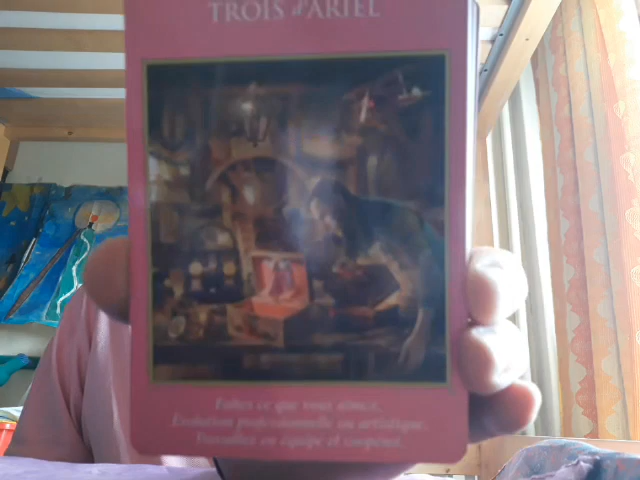 TROIS d'ARIEL
Faites ce que vous aimez.
Évolution professionnelle ou artistique.
Travaillez en équipe et coopérez.